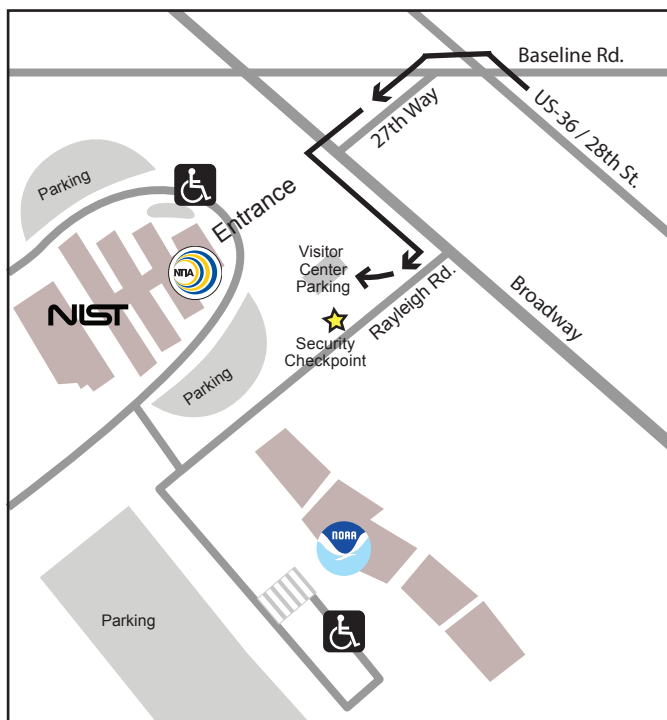 Baseline Rd.
US-36 / 28th St.
27th Way
Parking
Entrance
NTIA
NIST
Visitor
Center
Parking
Rayleigh Rd.
Broadway
Security
Checkpoint
Parking
NOAA
Parking